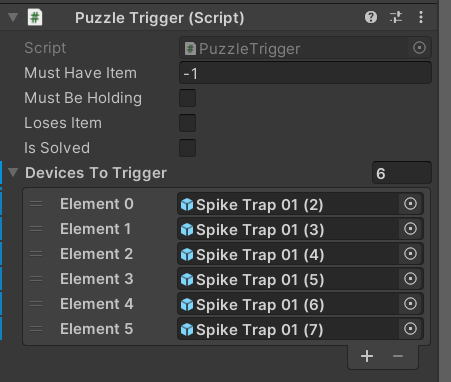 Puzzle Trigger (Script)
Script PuzzleTrigger
Must Have Item -1
Must Be Holding
Loses Item
Is Solved
Devices To Trigger 6
Element 0 Spike Trap 01 (2)
Element 1 Spike Trap 01 (3)
Element 2 Spike Trap 01 (4)
Element 3 Spike Trap 01 (5)
Element 4 Spike Trap 01 (6)
Element 5 Spike Trap 01 (7)